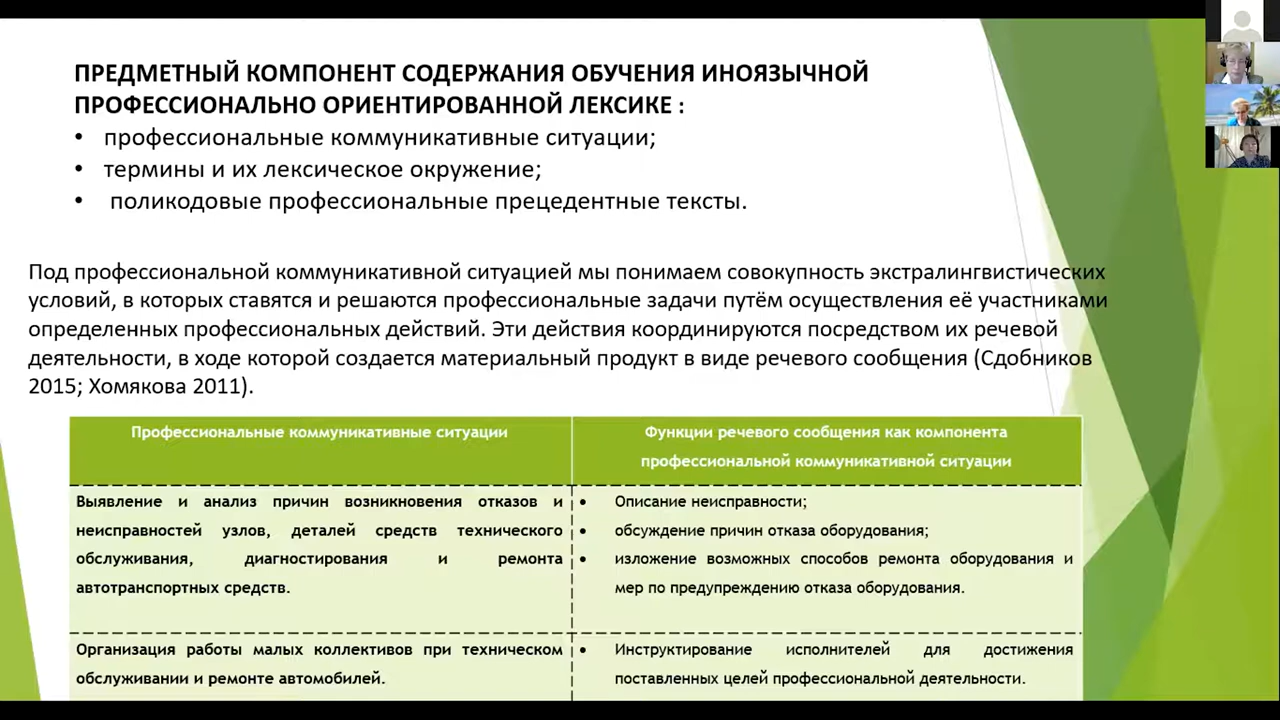 ПРЕДМЕТНЫЙ КОМПОНЕНТ СОДЕРЖАНИЯ ОБУЧЕНИЯ ИНОЯЗЫЧНОЙ
ПРОФЕССИОНАЛЬНО ОРИЕНТИРОВАННОЙ ЛЕКСИКЕ :
• профессиональные коммуникативные ситуации;
• термины и их лексическое окружение;
• поликодовые профессиональные прецедентные тексты.
Под профессиональной коммуникативной ситуацией мы понимаем совокупность экстралингвистических
условий, в которых ставятся и решаются профессиональные задачи путём осуществления её участниками
определенных профессиональных действий. Эти действия координируются посредством их речевой
деятельности, в ходе которой создается материальный продукт в виде речевого сообщения (Сдобников
2015; Хомякова 2011).
Профессиональные коммуникативные ситуации
Функции речевого сообщения как компонента
профессиональной коммуникативной ситуации
Выявление и анализ причин возникновения отказов и
неисправностей узлов, деталей средств технического
обслуживания, диагностирования и ремонта
автотранспортных средств.
• Описание неисправности;
• обсуждение причин отказа оборудования;
• изложение возможных способов ремонта оборудования и
мер по предупреждению отказа оборудования.
Организация работы малых коллективов при техническом
обслуживании и ремонте автомобилей.
• Инструктирование исполнителей для достижения
поставленных целей профессиональной деятельности.